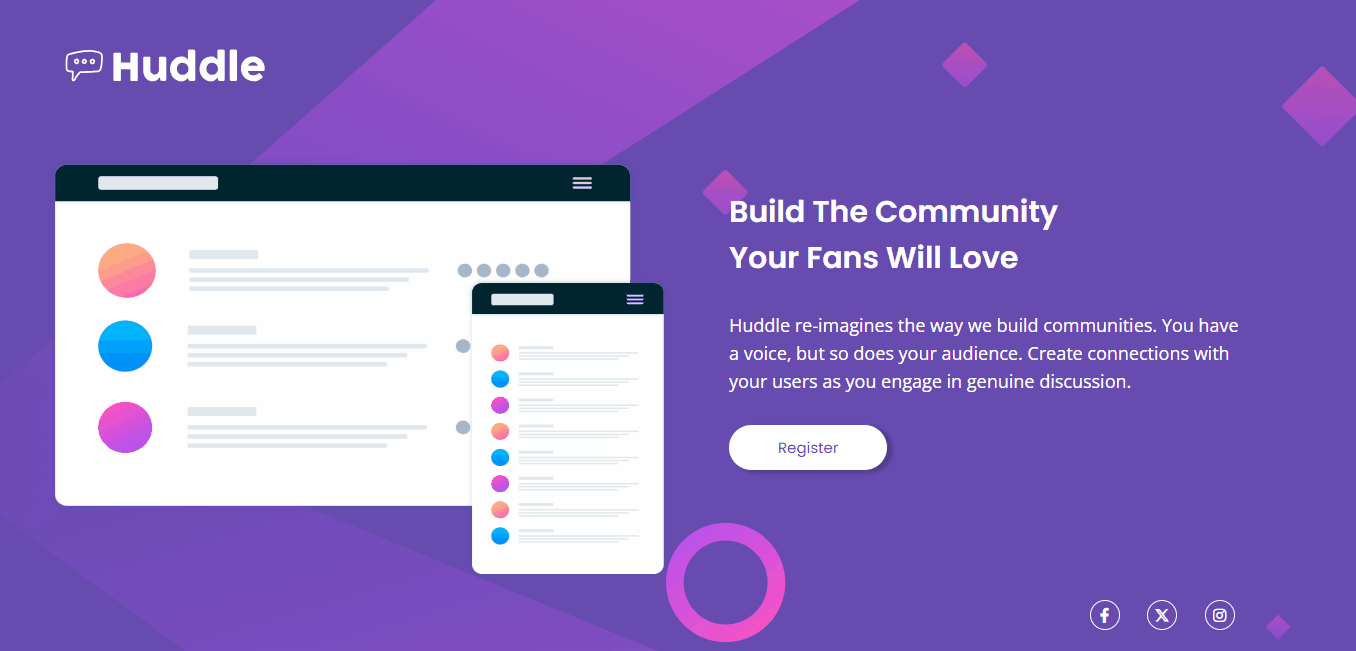 Huddle
Build The Community
Your Fans Will Love
Huddle re-imagines the way we build communities. You have
a voice, but so does your audience. Create connections with
your users as you engage in genuine discussion.
Register